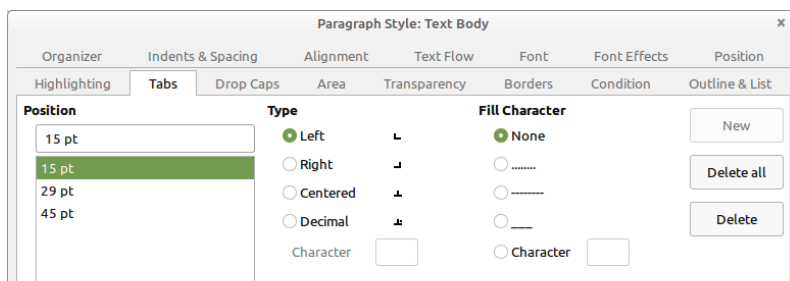 Paragraph Style: Text Body ×
Organizer Indents & Spacing Alignment Text Flow Font Font Effects Position
Highlighting Tabs Drop Caps Area Transparency Borders Condition Outline & List
Position Type Fill Character
15 pt Left None New
15 pt Right ........ Delete all
29 pt Centered --------
45 pt Decimal ___ Delete
Character Character